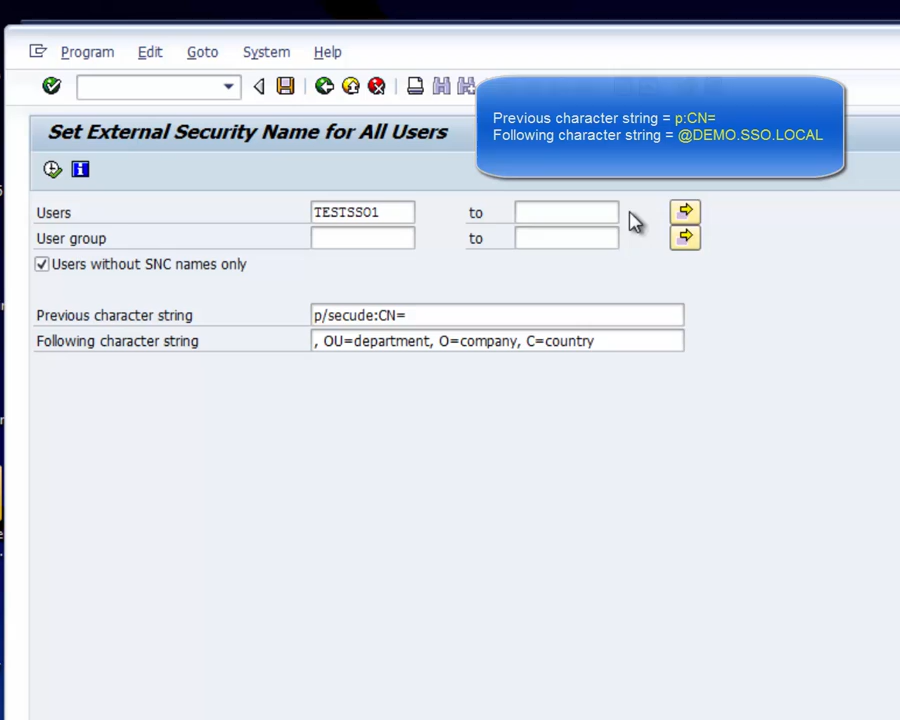 Program Edit Goto System Help
Previous character string = p:CN=
Following character string = @DEMO.SSO.LOCAL
Set External Security Name for All Users
Users TESTSSO1 to
User group to
Users without SNC names only
Previous character string p/secude:CN=
Following character string , OU=department, O=company, C=country